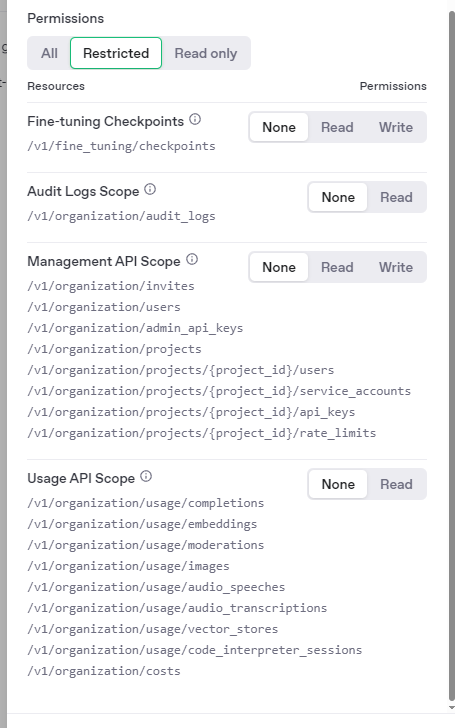 Permissions
All Restricted Read only
Resources Permissions
Fine-tuning Checkpoints None Read Write
/v1/fine_tuning/checkpoints
Audit Logs Scope None Read
/v1/organization/audit_logs
Management API Scope None Read Write
/v1/organization/invites
/v1/organization/users
/v1/organization/admin_api_keys
/v1/organization/projects
/v1/organization/projects/{project_id}/users
/v1/organization/projects/{project_id}/service_accounts
/v1/organization/projects/{project_id}/api_keys
/v1/organization/projects/{project_id}/rate_limits
Usage API Scope None Read
/v1/organization/usage/completions
/v1/organization/usage/embeddings
/v1/organization/usage/moderations
/v1/organization/usage/images
/v1/organization/usage/audio_speeches
/v1/organization/usage/audio_transcriptions
/v1/organization/usage/vector_stores
/v1/organization/usage/code_interpreter_sessions
/v1/organization/costs